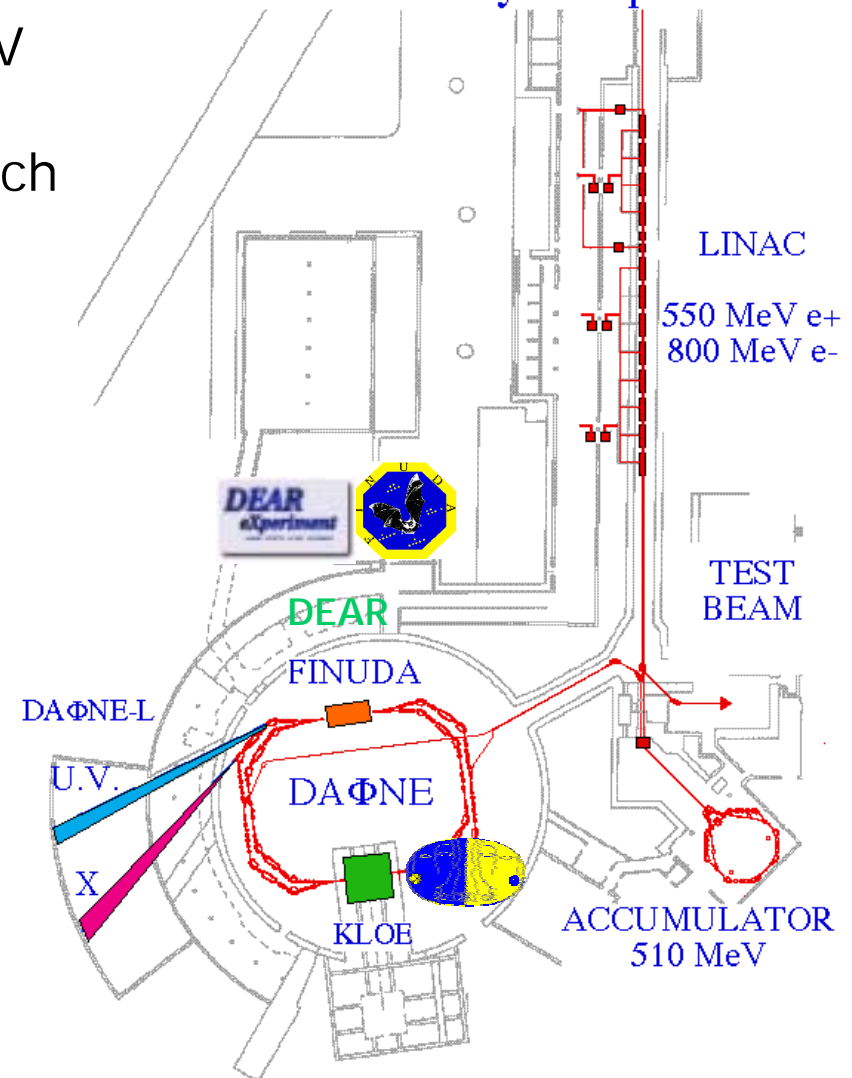 V
ch
LINAC
550 MeV e+
800 MeV e-
DEAR
eXperiment
F I N U D A
TEST
BEAM
DEAR
FINUDA
DAΦNE-L
U.V.
DAΦNE
X
KLOE
ACCUMULATOR
510 MeV